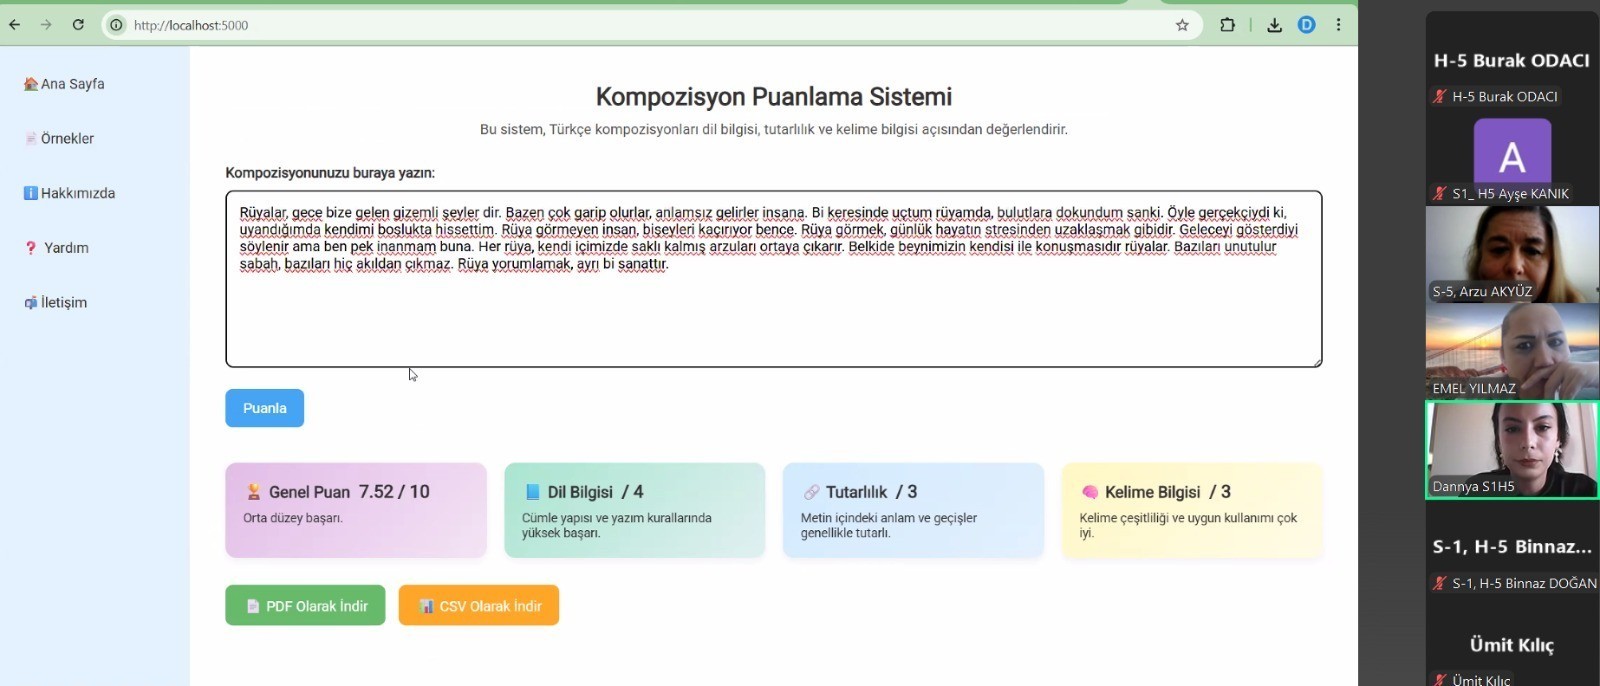 http://localhost:5000
D
Ana Sayfa
Örnekler
Hakkımızda
Yardım
İletişim
Kompozisyon Puanlama Sistemi
Bu sistem, Türkçe kompozisyonları dil bilgisi, tutarlılık ve kelime bilgisi açısından değerlendirir.
Kompozisyonunuzu buraya yazın:
Rüyalar, gece bize gelen gizemli şeyler dir. Bazen çok garip olurlar, anlamsız gelirler insana. Bi keresinde uçtum rüyamda, bulutlara dokundum sanki. Öyle gerçekçiydi ki,
uyandığımda kendimi boşlukta hissettim. Rüya görmeyen insan, bişeyleri kaçırıyor bence. Rüya görmek, günlük hayatın stresinden uzaklaşmak gibidir. Geleceyi gösterdiyi
söylenir ama ben pek inanmam buna. Her rüya, kendi içimizde saklı kalmış arzuları ortaya çıkarır. Belkide beynimizin kendisi ile konuşmasıdır rüyalar. Bazıları unutulur
sabah, bazıları hiç akıldan çıkmaz. Rüya yorumlamak, ayrı bi sanattır.
Puanla
Genel Puan 7.52 / 10
Orta düzey başarı.
Dil Bilgisi / 4
Cümle yapısı ve yazım kurallarında
yüksek başarı.
Tutarlılık / 3
Metin içindeki anlam ve geçişler
genellikle tutarlı.
Kelime Bilgisi / 3
Kelime çeşitliliği ve uygun kullanımı çok
iyi.
PDF Olarak İndir
CSV Olarak İndir
H-5 Burak ODACI
H-5 Burak ODACI
A
S1_ H5 Ayşe KANIK
S-5, Arzu AKYÜZ
EMEL YILMAZ
Dannya S1H5
S-1, H-5 Binnaz...
S-1, H-5 Binnaz DOĞAN
Ümit Kılıç
Ümit Kılıç